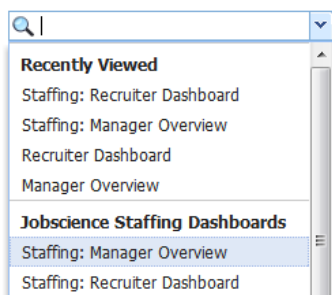 Recently Viewed
Staffing: Recruiter Dashboard
Staffing: Manager Overview
Recruiter Dashboard
Manager Overview
Jobscience Staffing Dashboards
Staffing: Manager Overview
Staffing: Recruiter Dashboard